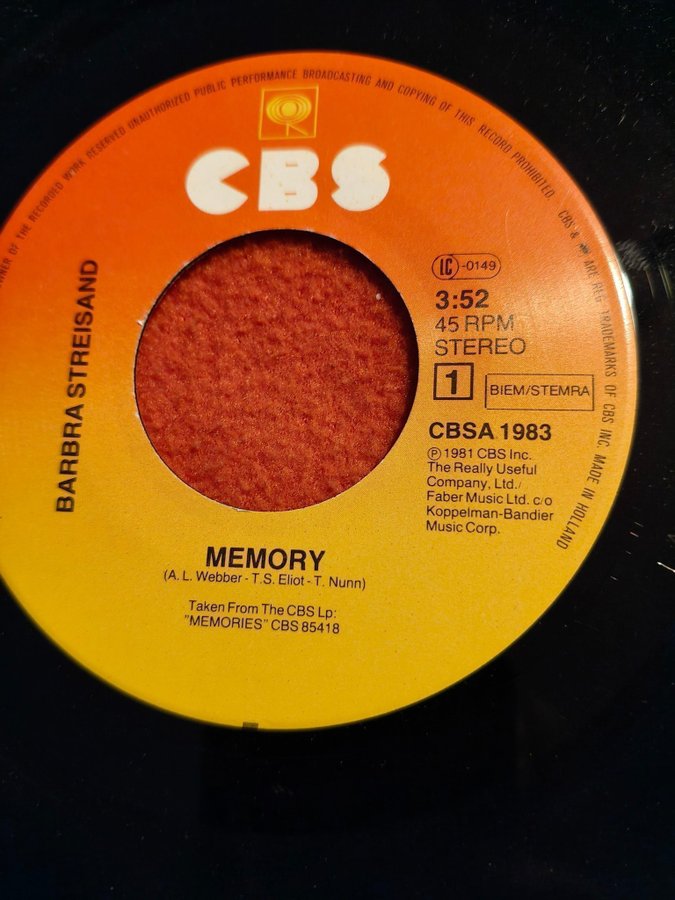 WNER OF THE RECORDED WORK RESERVED UNAUTHORIZED PUBLIC PERFORMANCE BROADCASTING AND COPYING OF THIS RECORD PROHIBITED. CBS & ARE REG. TRADEMARKS OF CBS INC. MADE IN HOLLAND
CBS
BARBRA STREISAND
LC -0149
3:52
45 RPM
STEREO
1 BIEM/STEMRA
CBSA 1983
Ⓟ 1981 CBS Inc.
The Really Useful
Company, Ltd./
Faber Music Ltd. c/o
Koppelman-Bandier
Music Corp.
MEMORY
(A. L. Webber - T.S. Eliot - T. Nunn)
Taken From The CBS Lp:
"MEMORIES" CBS 85418